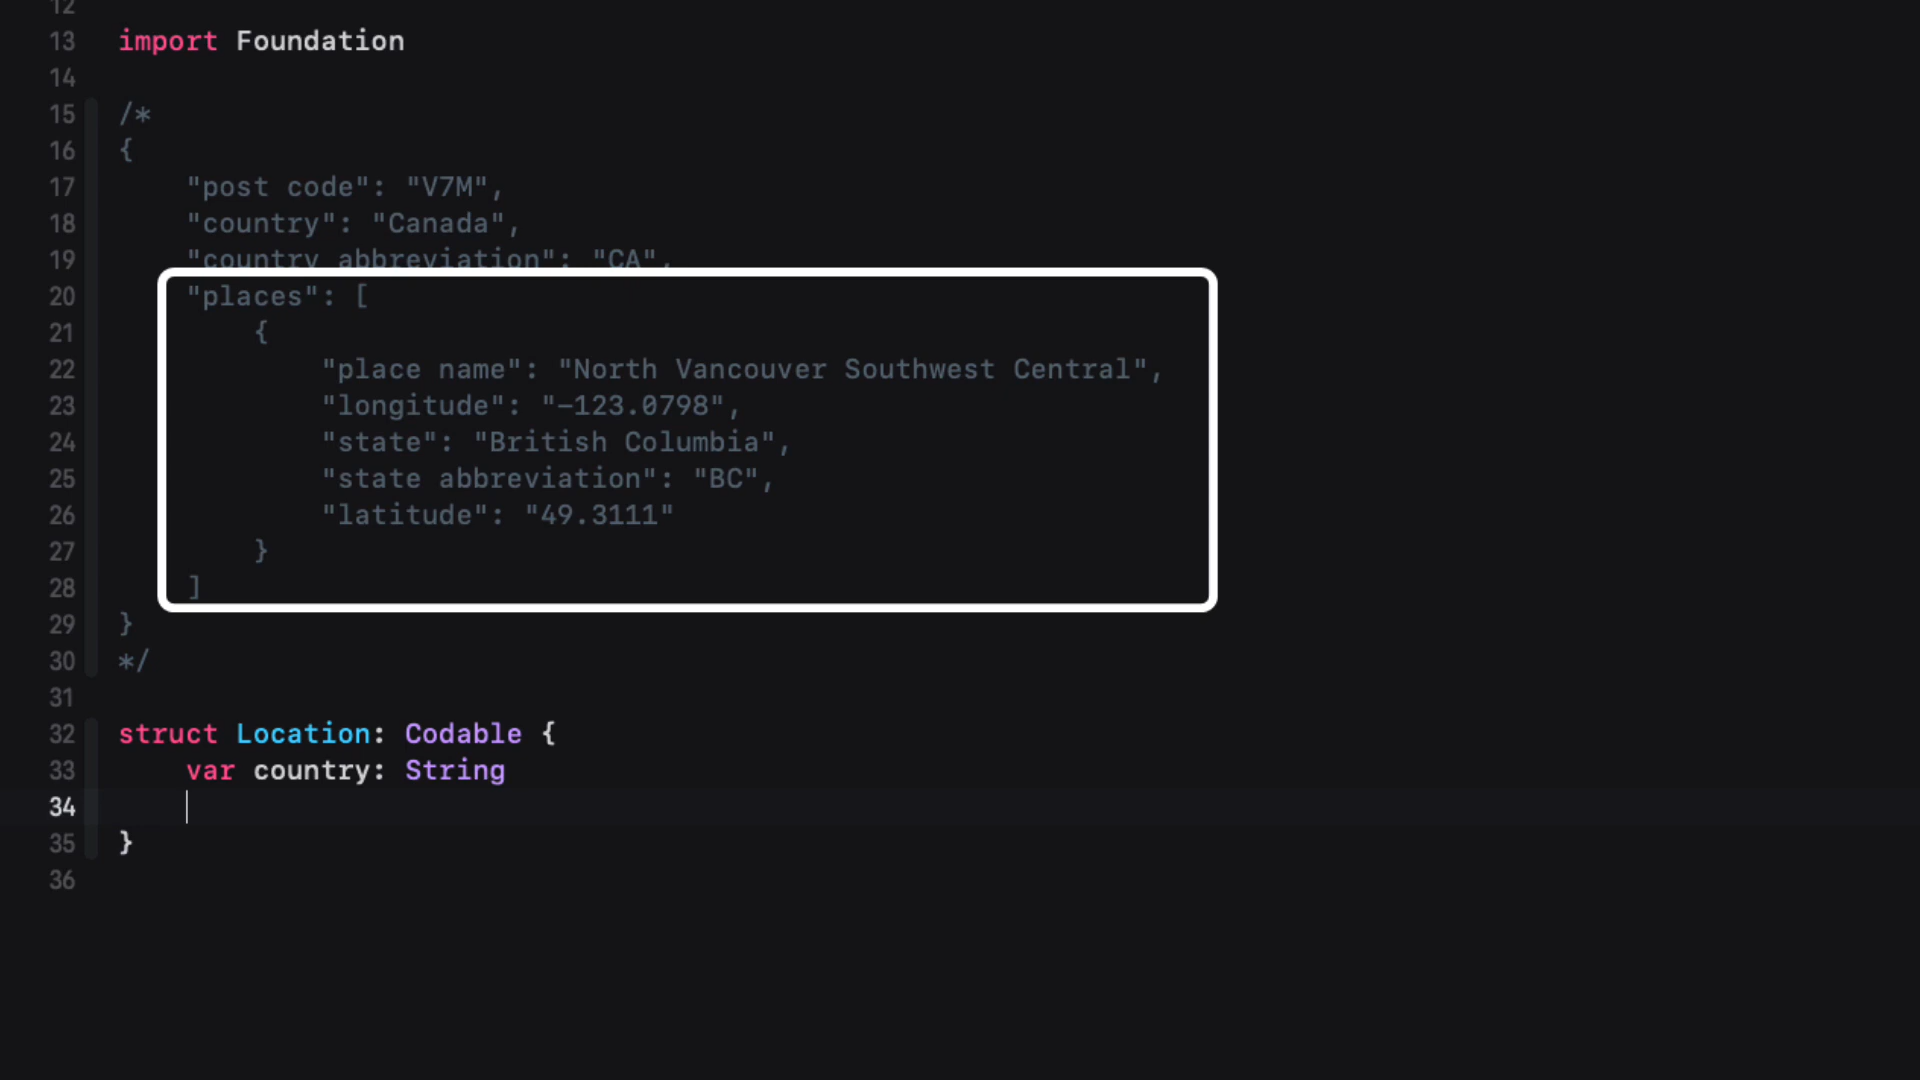 12
13 import Foundation
14
15 /*
16 {
17 "post code": "V7M",
18 "country": "Canada",
19 "country abbreviation": "CA",
20 "places": [
21 {
22 "place name": "North Vancouver Southwest Central",
23 "longitude": "-123.0798",
24 "state": "British Columbia",
25 "state abbreviation": "BC",
26 "latitude": "49.3111"
27 }
28 ]
29 }
30 */
31
32 struct Location: Codable {
33 var country: String
34
35 }
36